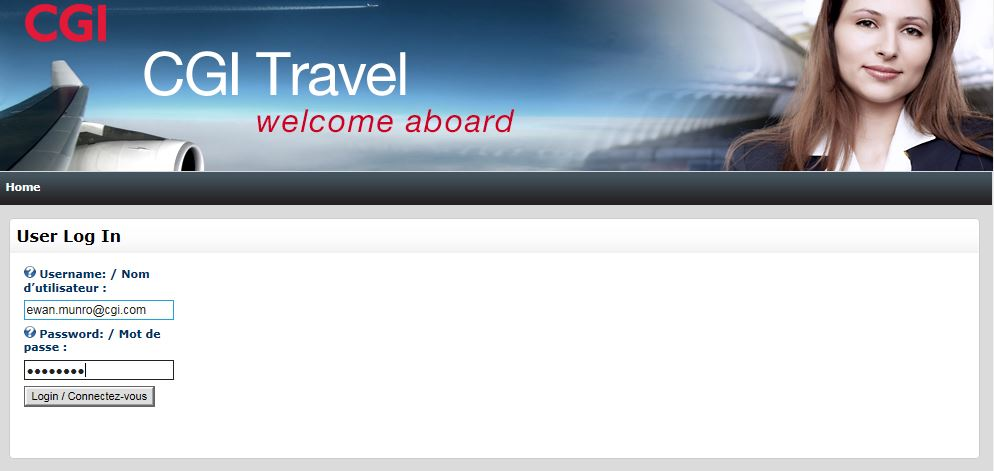 CGI
CGI Travel
welcome aboard
Home
User Log In
Username: / Nom
d’utilisateur :
ewan.munro@cgi.com
Password: / Mot de
passe :
••••••••
Login / Connectez-vous